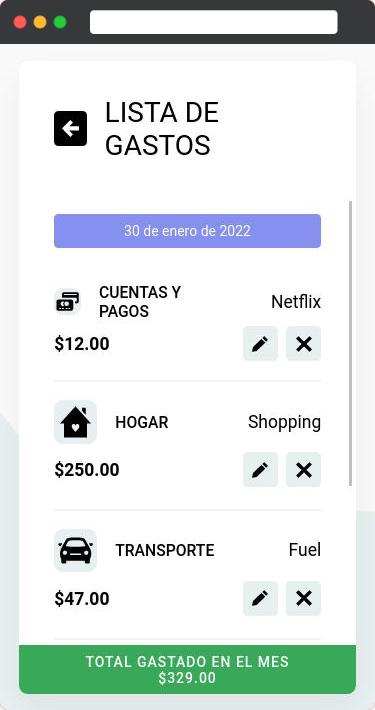 LISTA DE
GASTOS
30 de enero de 2022
CUENTAS Y
PAGOS
Netflix
$12.00
HOGAR
Shopping
$250.00
TRANSPORTE
Fuel
$47.00
TOTAL GASTADO EN EL MES
$329.00